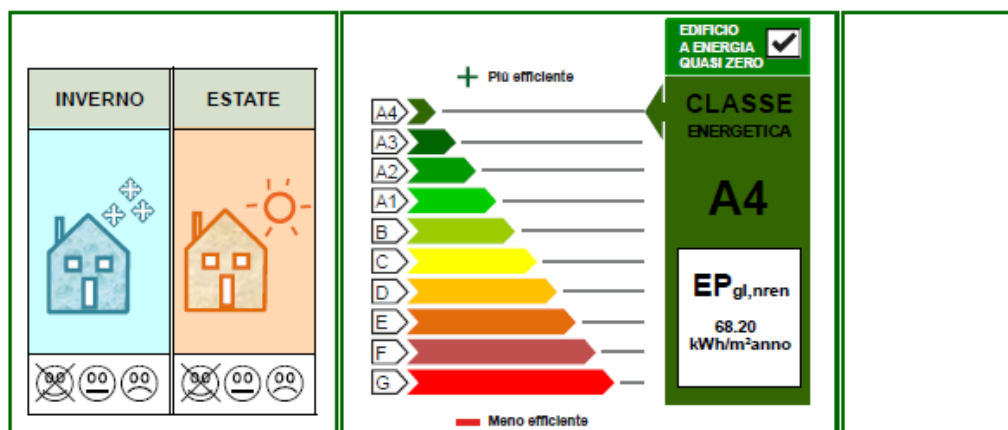 INVERNO
ESTATE
+ Più efficiente
A4
A3
A2
A1
B
C
D
E
F
G
Meno efficiente
EDIFICIO
A ENERGIA
QUASI ZERO
CLASSE
ENERGETICA
A4
EPgl,nren
68.20
kWh/m²anno